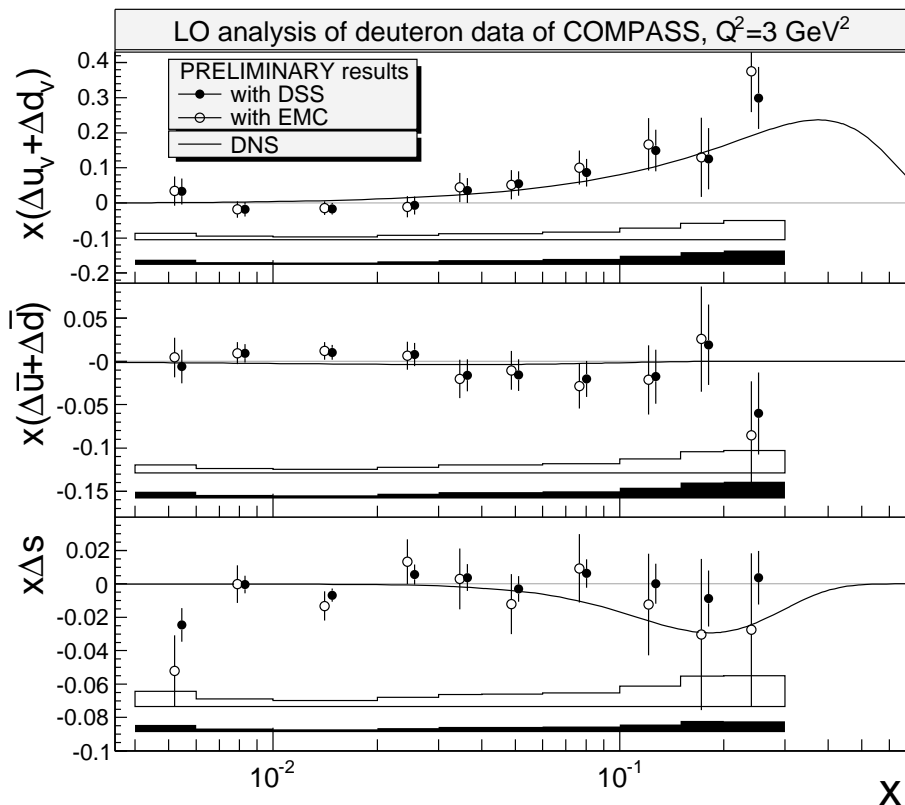 LO analysis of deuteron data of COMPASS, Q²=3 GeV²
PRELIMINARY results
with DSS
with EMC
DNS
x(Δu_v+Δd_v)
0.4
0.3
0.2
0.1
0
-0.1
-0.2
x(Δū+Δd̄)
0.05
-0
-0.05
-0.1
-0.15
xΔs
0.02
0
-0.02
-0.04
-0.06
-0.08
-0.1
10⁻²
10⁻¹
x